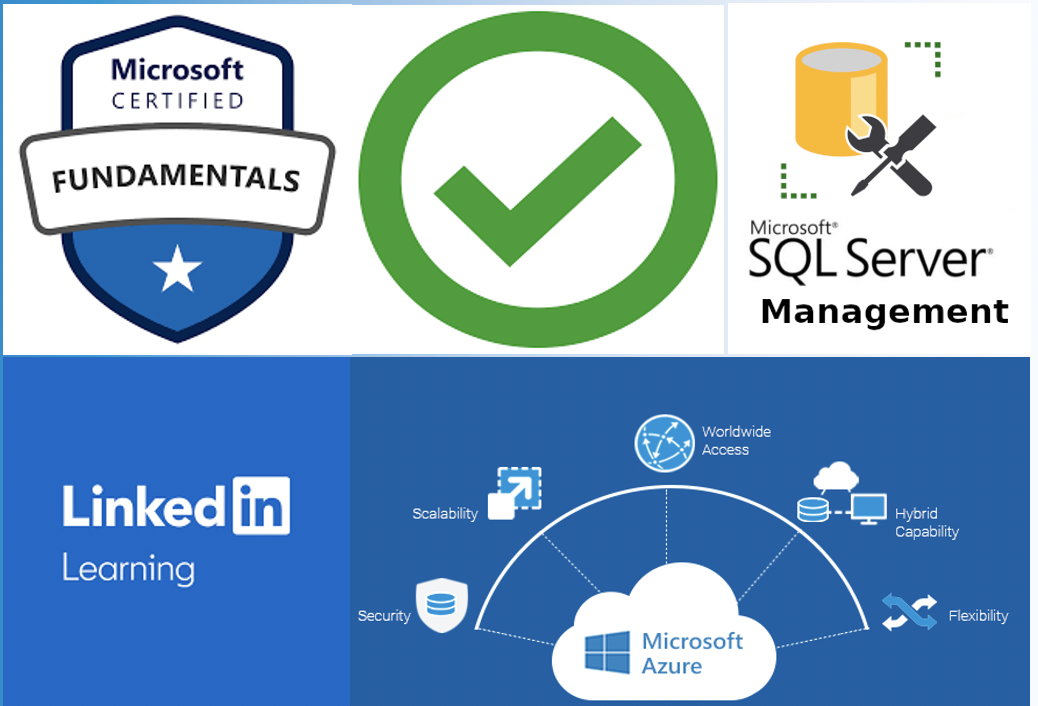 Microsoft
CERTIFIED
FUNDAMENTALS
Microsoft®
SQL Server®
Management
Linked in
Learning
Worldwide
Access
Scalability
Hybrid
Capability
Security
Flexibility
Microsoft
Azure